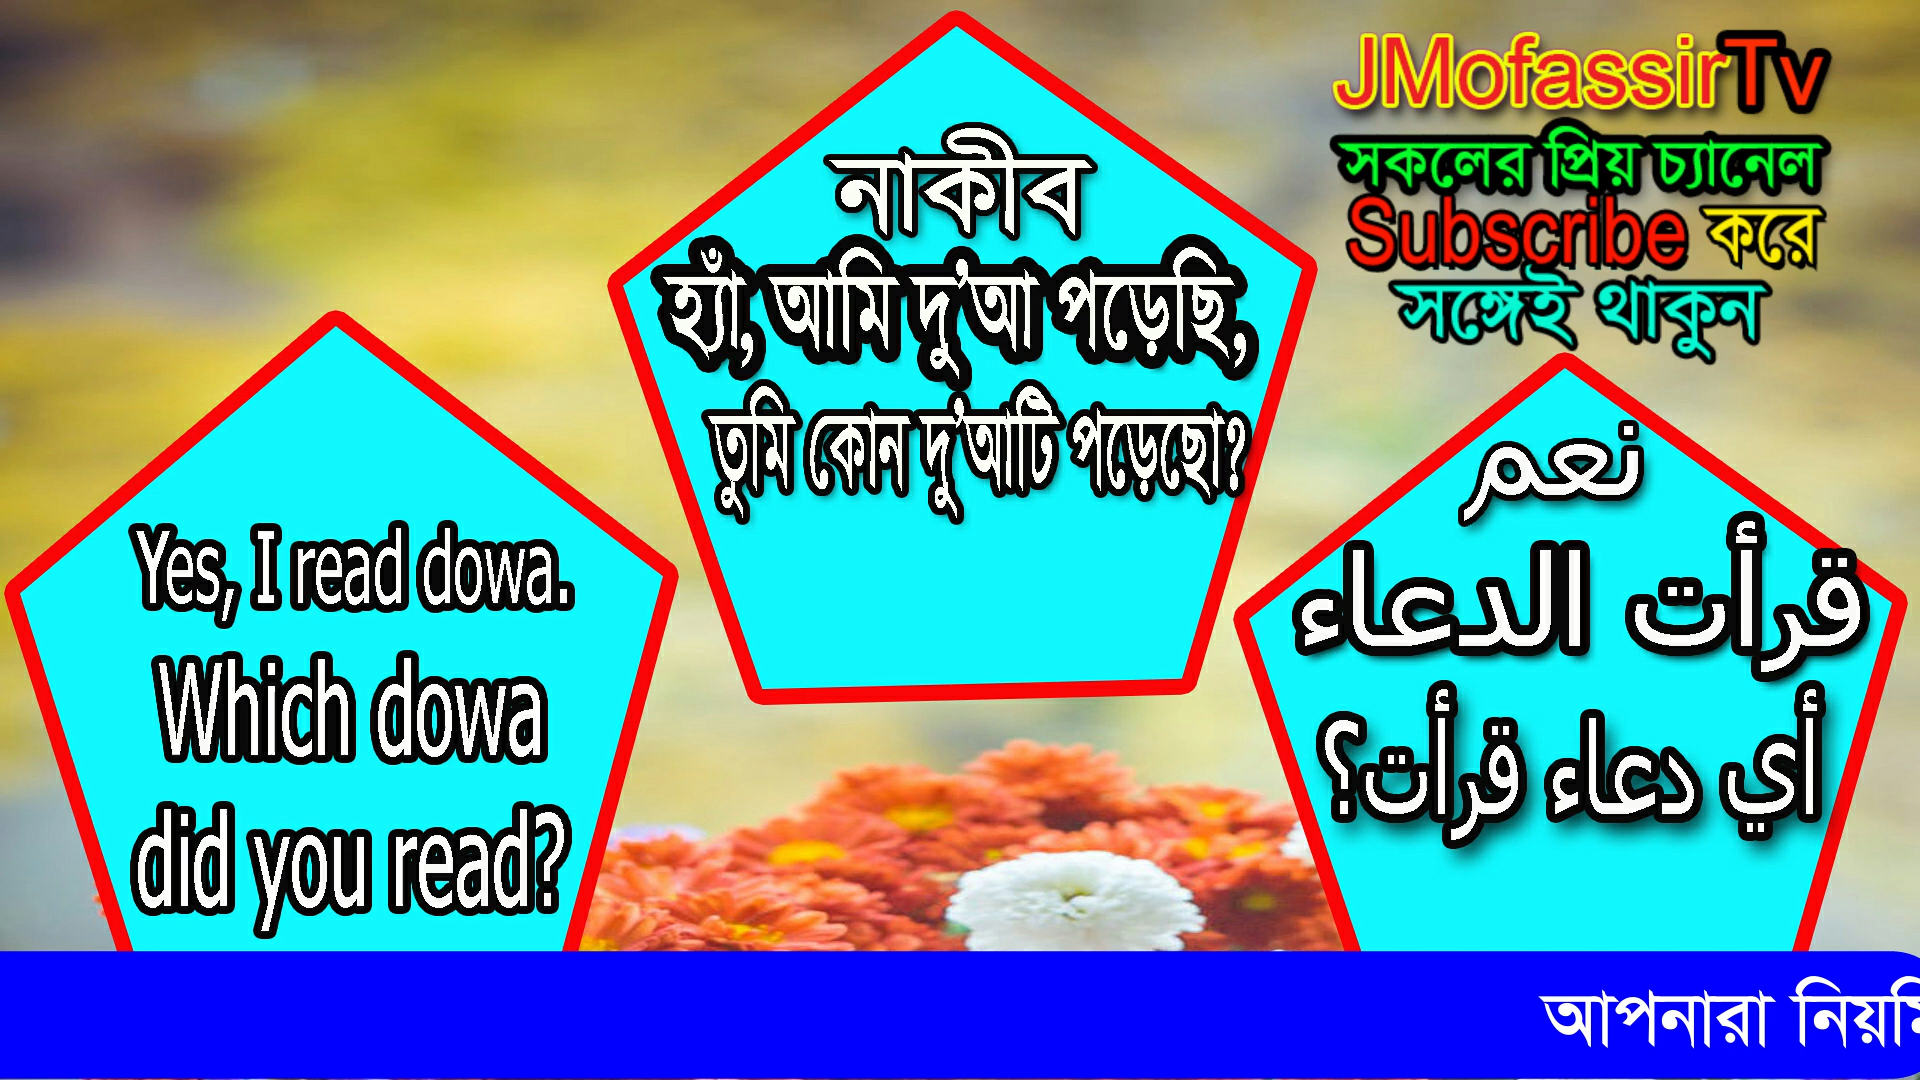 JMofassirTv
সকলের প্রিয় চ্যানেল
Subscribe করে
সঙ্গেই থাকুন
নাকীব
হ্যাঁ, আমি দু'আ পড়েছি,
তুমি কোন দু'আটি পড়েছো?
Yes, I read dowa.
Which dowa
did you read?
نعم
قرأت الدعاء
أي دعاء قرأت؟
আপনারা